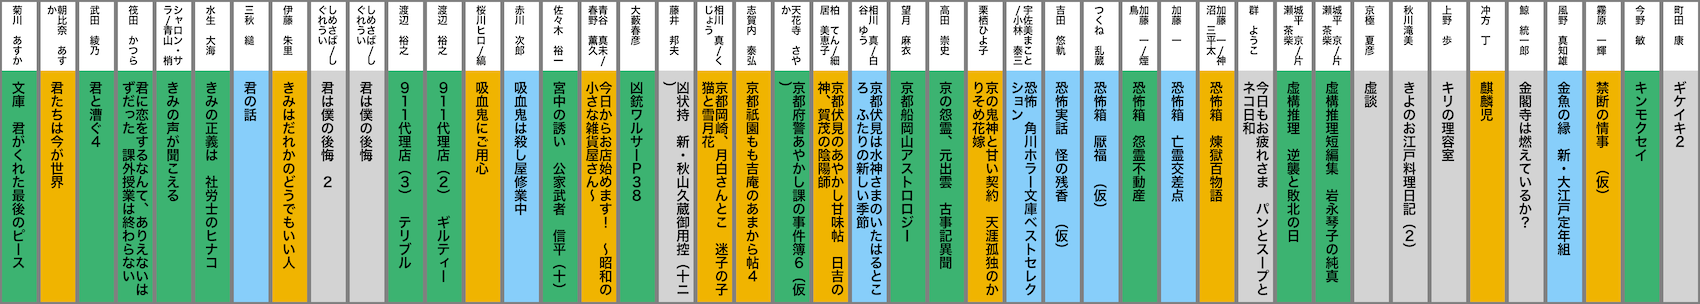 町田　康
ギケイキ２
今野　敏
キンモクセイ
霧原　一輝
禁断の情事　（仮）
風野　真知雄
金魚の縁　新・大江戸定年組
鯨　統一郎
金閣寺は燃えているか？
冲方　丁
麒麟児
上野　歩
キリの理容室
秋川滝美
きよのお江戸料理日記（２）
京極　夏彦
虚談
城平　京／片
瀬　茶柴
虚構推理短編集　岩永琴子の純真
城平　京／片
瀬　茶柴
虚構推理　逆襲と敗北の日
群　ようこ
今日もお疲れさま　パンとスープと
ネコ日和
加藤　一／神
沼　三平太
恐怖箱　煉獄百物語
加藤　一
恐怖箱　亡霊交差点
加藤　一／煙
鳥
恐怖箱　怨霊不動産
つくね　乱蔵
恐怖箱　厭福　（仮）
吉田　悠軌
恐怖実話　怪の残香　（仮）
宇佐美まこと
／小林　泰三
恐怖　角川ホラー文庫ベストセレク
ション
栗栖ひよ子
京の鬼神と甘い契約　天涯孤独のか
りそめ花嫁
高田　崇史
京の怨霊、元出雲　古事記異聞
望月　麻衣
京都船岡山アストロロジー
相川　真／白
谷　ゆう
京都伏見は水神さまのいたはるとこ
ろ　ふたりの新しい季節
柏　てん／細
居　美恵子
京都伏見のあやかし甘味帖　日吉の
神、賀茂の陰陽師
天花寺　さや
か
京都府警あやかし課の事件簿６（仮
）
志賀内　泰弘
京都祇園もも吉庵のあまから帖４
相川　真／く
じょう
京都岡崎、月白さんとこ　迷子の子
猫と雪月花
藤井　邦夫
凶状持　新・秋山久蔵御用控（十二
）
大藪春彦
凶銃ワルサーＰ３８
青谷　真未／
春野　薫久
今日からお店始めます！　～昭和の
小さな雑貨屋さん～
佐々木　裕一
宮中の誘い　公家武者　信平（十）
赤川　次郎
吸血鬼は殺し屋修業中
桜川ヒロ／縞
吸血鬼にご用心
渡辺　裕之
９１１代理店（２）　ギルティー
渡辺　裕之
９１１代理店（３）　テリブル
しめさば／し
ぐれうい
君は僕の後悔
しめさば／し
ぐれうい
君は僕の後悔　２
伊藤　朱里
きみはだれかのどうでもいい人
三秋　縋
君の話
水生　大海
きみの正義は　社労士のヒナコ
シャロン・サ
ラ／青山　梢
きみの声が聞こえる
筏田　かつら
君に恋をするなんて、ありえないは
ずだった　課外授業は終わらない
武田　綾乃
君と漕ぐ４
朝比奈　あす
か
君たちは今が世界
菊川　あすか
文庫　君がくれた最後のピース